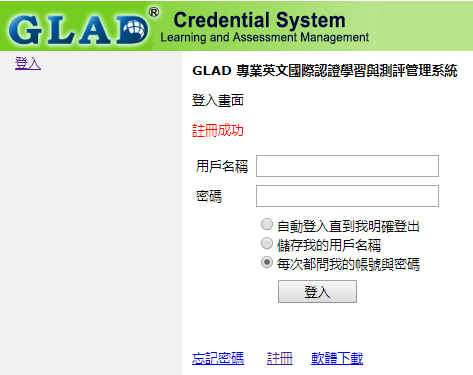 GLAD® Credential System
Learning and Assessment Management
登入
GLAD 專業英文國際認證學習與測評管理系統
登入畫面
註冊成功
用戶名稱
密碼
自動登入直到我明確登出
儲存我的用戶名稱
每次都問我的帳號與密碼
登入
忘記密碼 註冊 軟體下載